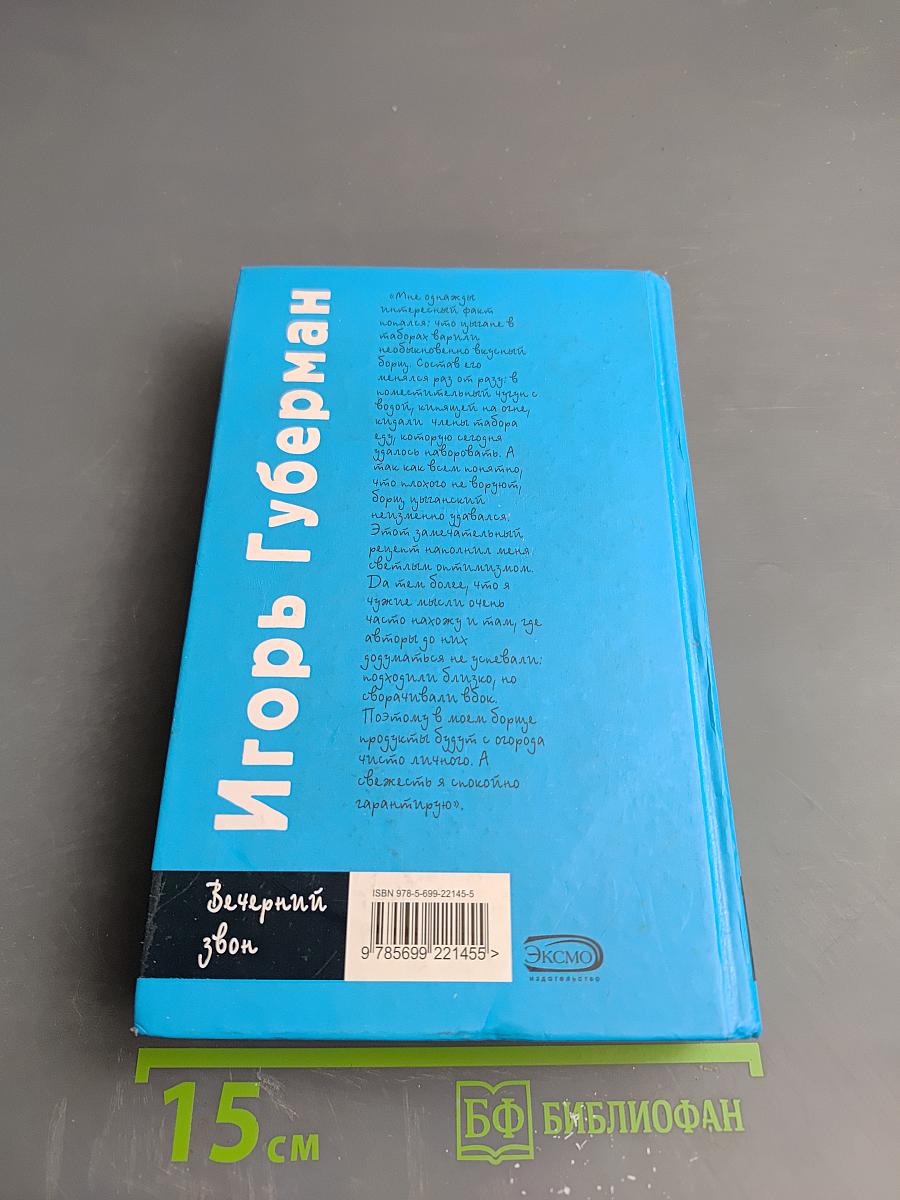 Игорь Губерман
«Мне однажды
интересный факт
попался: что цыгане в
таборах варили
необыкновенно вкусный
борщ. Состав его
менялся раз от разу: в
поместительный чугун с
водой, кипящей на огне,
кидали члены табора
еду, которую сегодня
удалось наворовать. А
так как всем понятно,
что плохого не воруют,
борщ цыганский
неизменно удавался.
Этот замечательный
рецепт наполнил меня
светлым оптимизмом.
Да тем более, что я
чужие мысли очень
часто нахожу и там, где
авторы до них
додуматься не успевали:
подходили близко, но
сворачивали вбок.
Поэтому в моем борще
продукты будут с огорода
чисто личного. А
свежесть я спокойно
гарантирую».
Вечерний
звон
ISBN 978-5-699-22145-5
9 785699 221455 >
ЭКСМО
издательство
15 см
БФ БИБЛИОФАН